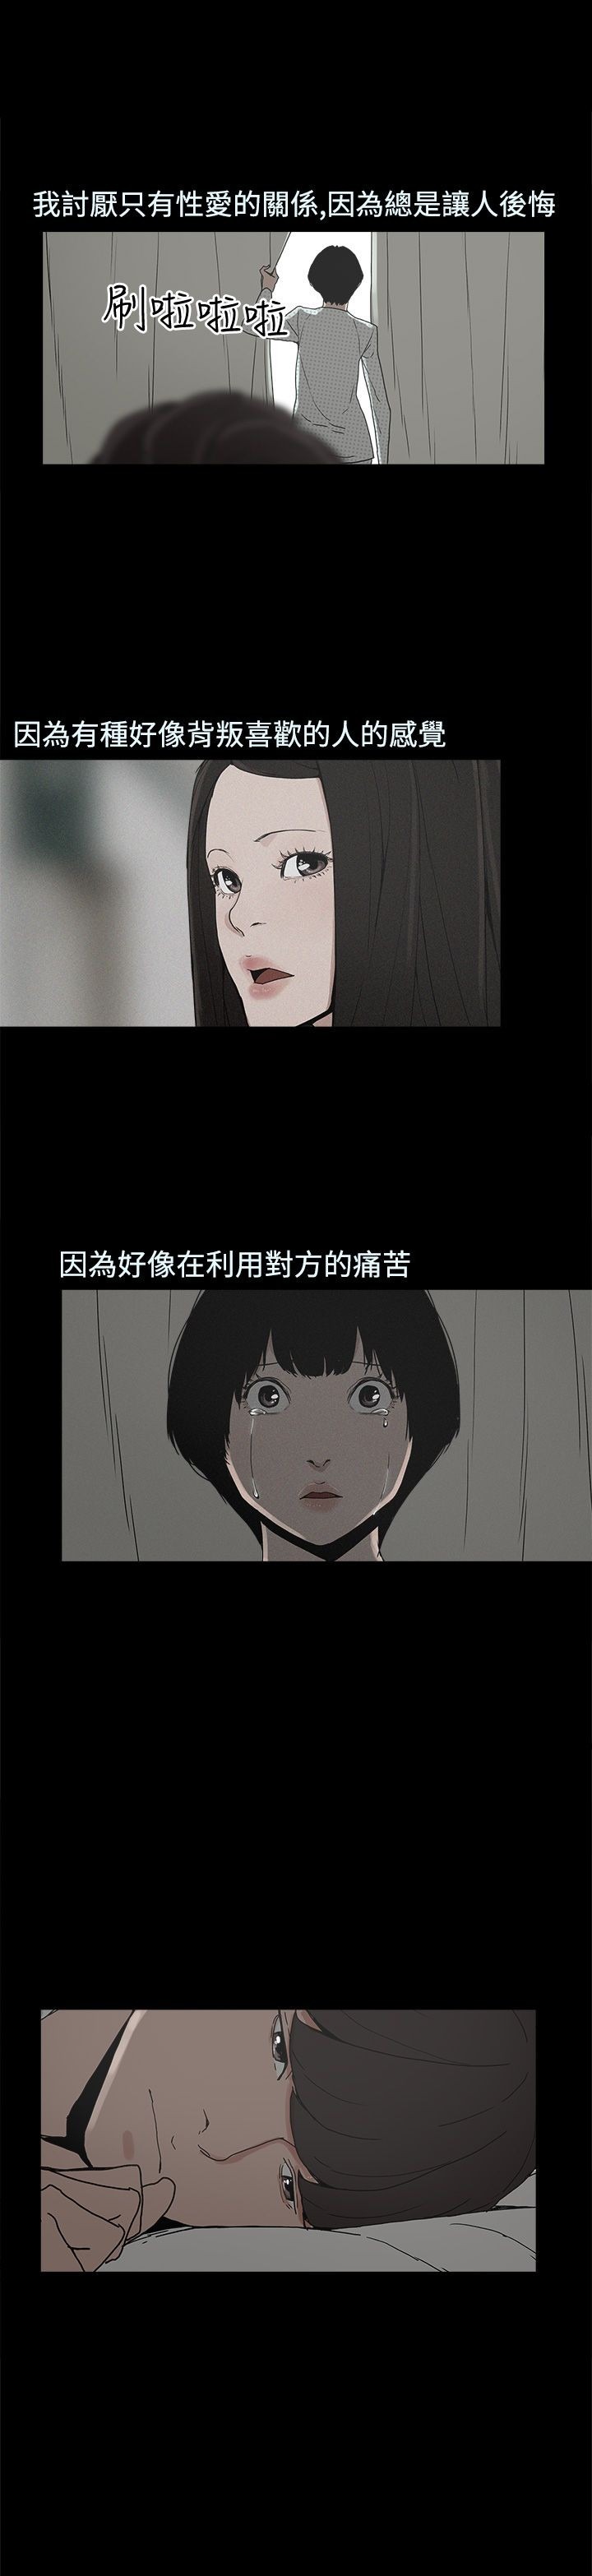 我討厭只有性愛的關係,因為總是讓人後悔
刷啦啦啦
因為有種好像背叛喜歡的人的感覺
因為好像在利用對方的痛苦